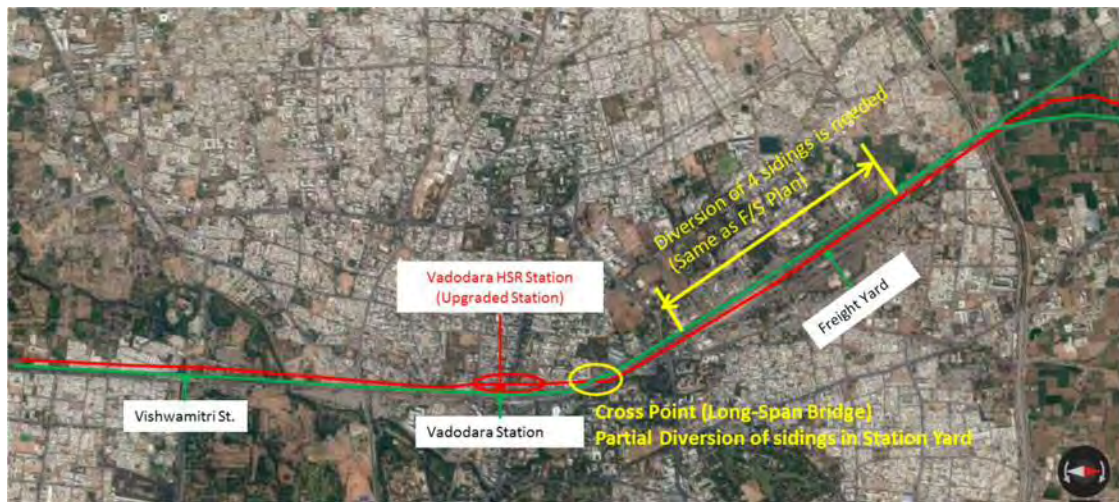 Diversion of 4 sidings is needed
(Same as F/S Plan)
Vadodara HSR Station
(Upgraded Station)
Freight Yard
Vishwamitri St.
Vadodara Station
Cross Point (Long-Span Bridge)
Partial Diversion of sidings in Station Yard